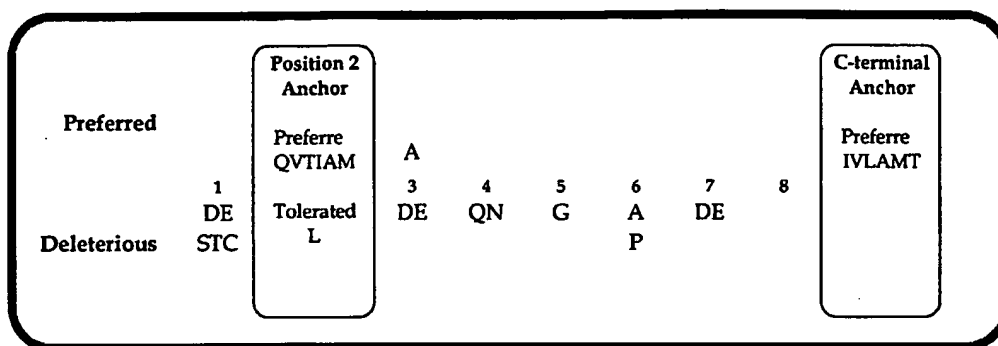 Position 2
Anchor
C-terminal
Anchor
Preferred
Preferre
QVTIAM
A
Preferre
IVLAMT
1 3 4 5 6 7 8
DE Tolerated DE QN G A DE
Deleterious STC L P